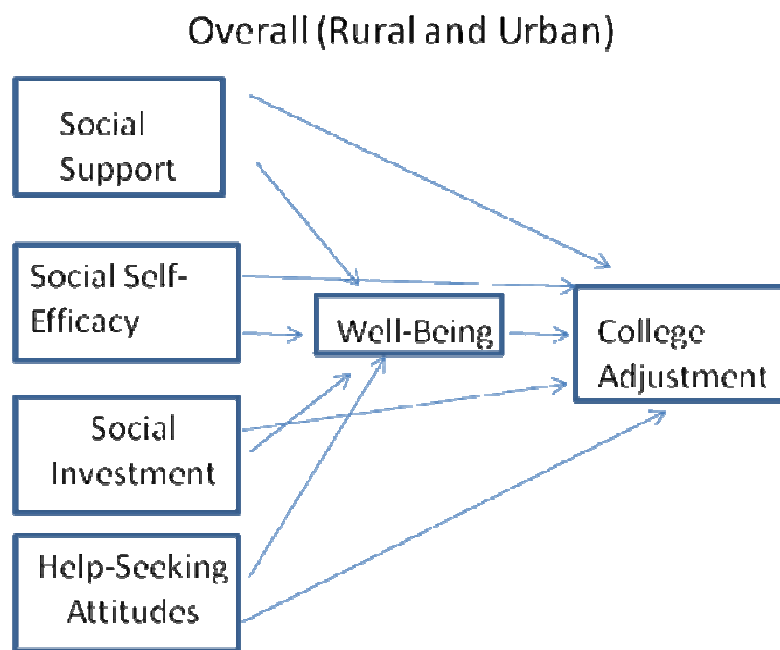 Overall (Rural and Urban)
Social
Support
Social Self-
Efficacy
Well-Being
College
Adjustment
Social
Investment
Help-Seeking
Attitudes